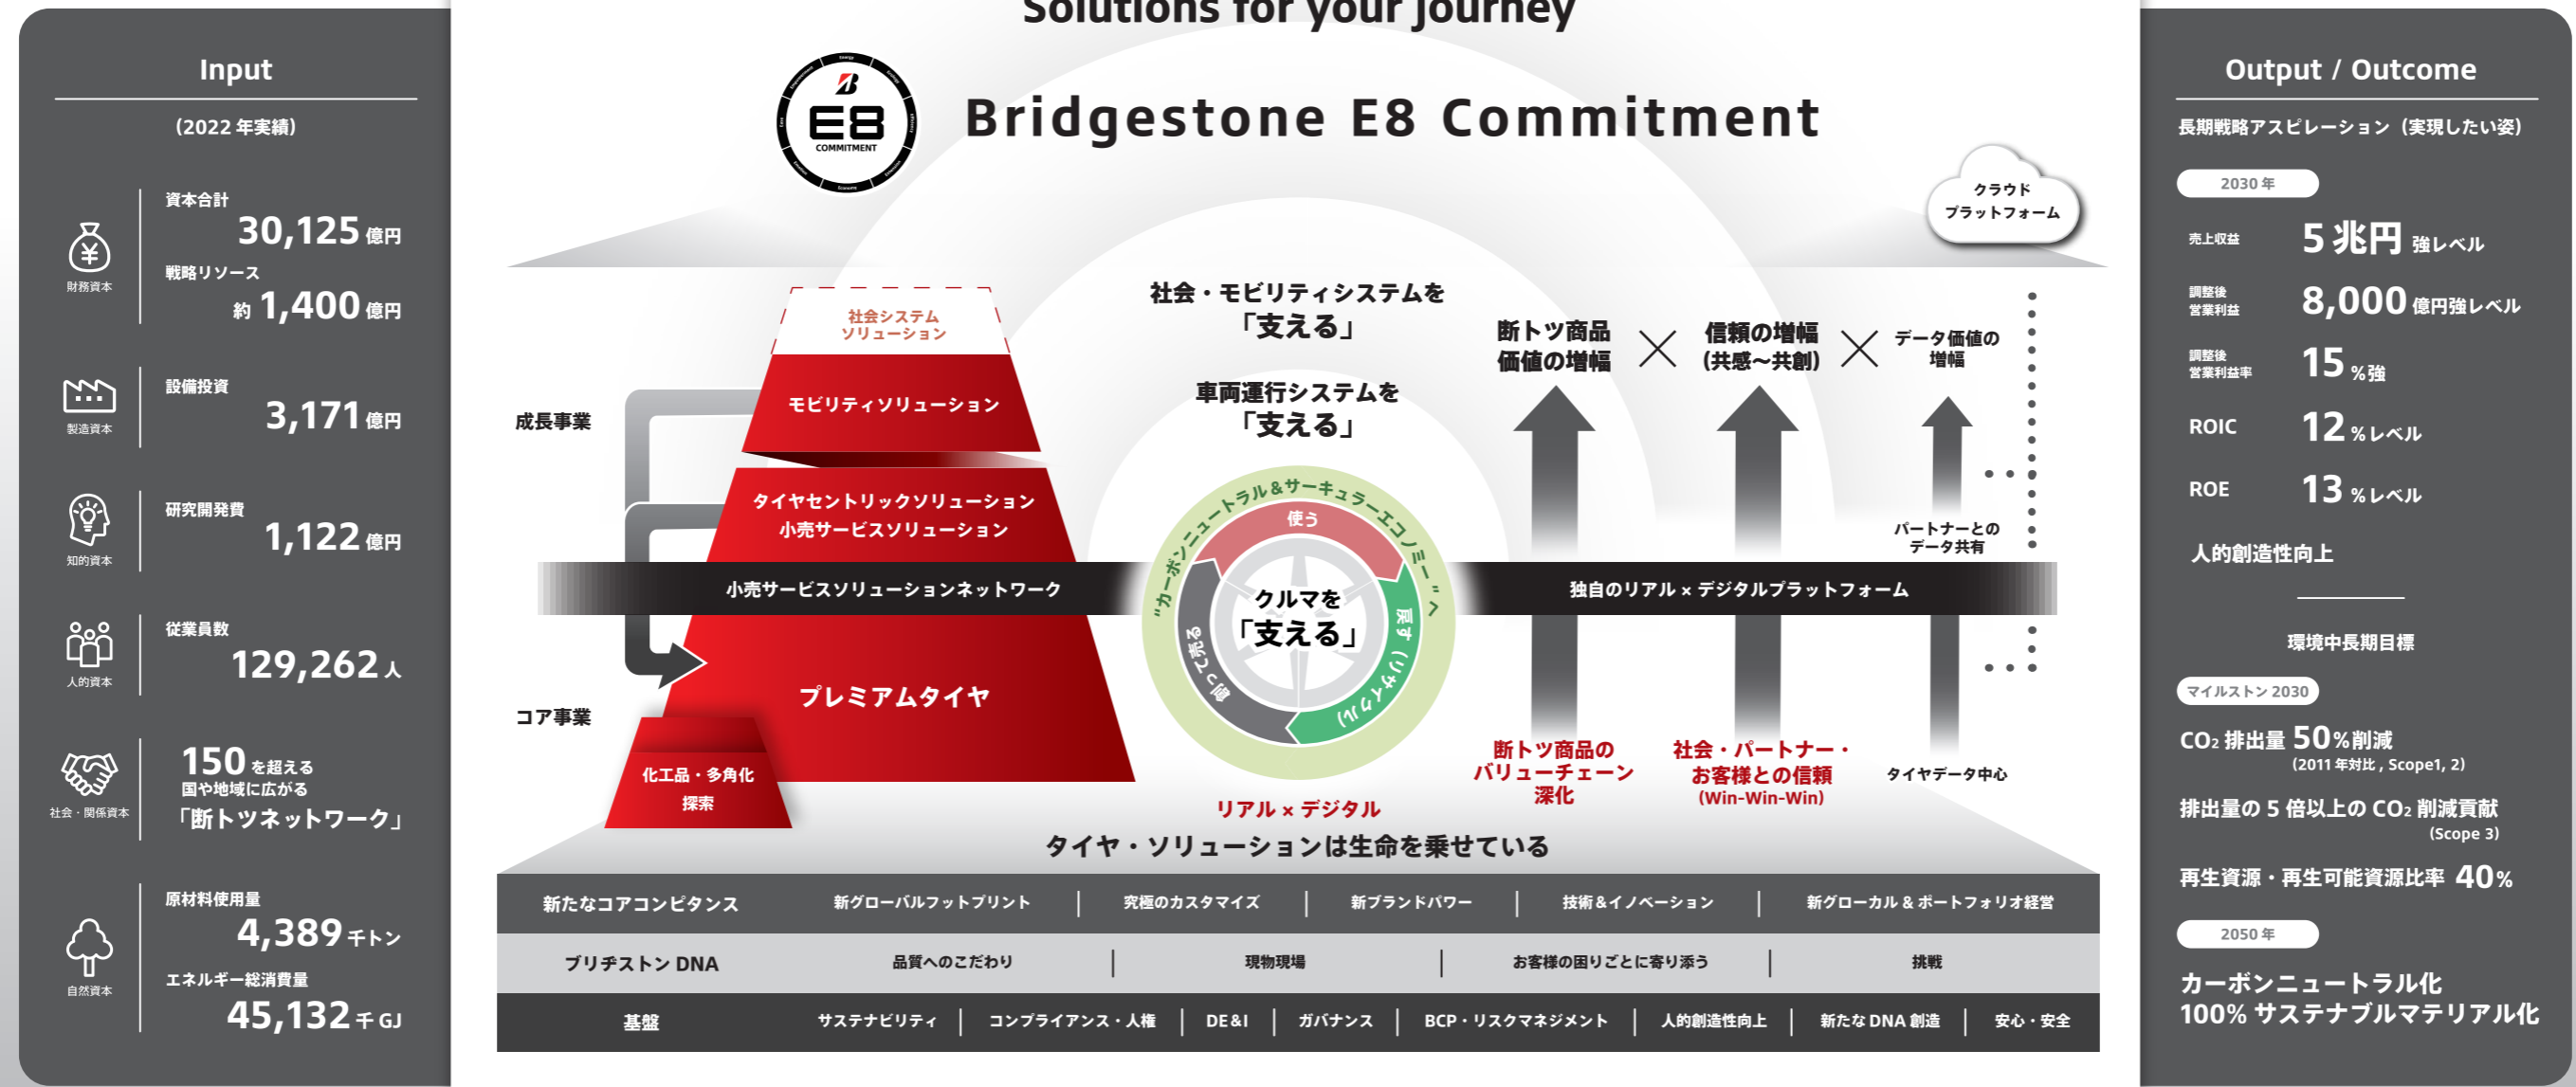 Solutions for your journey
Input
（2022 年実績）
資本合計
30,125 億円
戦略リソース
約 1,400 億円
財務資本
設備投資
3,171 億円
製造資本
研究開発費
1,122 億円
知的資本
従業員数
129,262 人
人的資本
150 を超える
国や地域に広がる
「断トツネットワーク」
社会・関係資本
原材料使用量
4,389 千トン
エネルギー総消費量
45,132 千 GJ
自然資本
E8
COMMITMENT
Energy
Ecology
Efficiency
Extension
Economy
Emotion
Ease
Empowerment
Bridgestone E8 Commitment
クラウド
プラットフォーム
成長事業
コア事業
社会システム
ソリューション
モビリティソリューション
タイヤセントリックソリューション
小売サービスソリューション
小売サービスソリューションネットワーク
プレミアムタイヤ
化工品・多角化
探索
社会・モビリティシステムを
「支える」
車両運行システムを
「支える」
“カーボンニュートラル＆サーキュラーエコノミー”へ
使う
戻す（リサイクル）
創って売る
クルマを
「支える」
リアル × デジタル
断トツ商品
価値の増幅
×
信頼の増幅
（共感～共創）
×
データ価値の
増幅
パートナーとの
データ共有
独自のリアル × デジタルプラットフォーム
断トツ商品の
バリューチェーン
深化
社会・パートナー・
お客様との信頼
(Win-Win-Win)
タイヤデータ中心
タイヤ・ソリューションは生命を乗せている
新たなコアコンピタンス
新グローバルフットプリント | 究極のカスタマイズ | 新ブランドパワー | 技術＆イノベーション | 新グローカル & ポートフォリオ経営
ブリヂストン DNA
品質へのこだわり | 現物現場 | お客様の困りごとに寄り添う | 挑戦
基盤
サステナビリティ | コンプライアンス・人権 | DE&I | ガバナンス | BCP・リスクマネジメント | 人的創造性向上 | 新たな DNA 創造 | 安心・安全
Output / Outcome
長期戦略アスピレーション（実現したい姿）
2030 年
売上収益 5 兆円 強レベル
調整後
営業利益 8,000 億円強レベル
調整後
営業利益率 15 %強
ROIC 12 %レベル
ROE 13 %レベル
人的創造性向上
環境中長期目標
マイルストン 2030
CO₂ 排出量 50%削減
(2011 年対比 , Scope1, 2)
排出量の 5 倍以上の CO₂ 削減貢献
(Scope 3)
再生資源・再生可能資源比率 40%
2050 年
カーボンニュートラル化
100% サステナブルマテリアル化